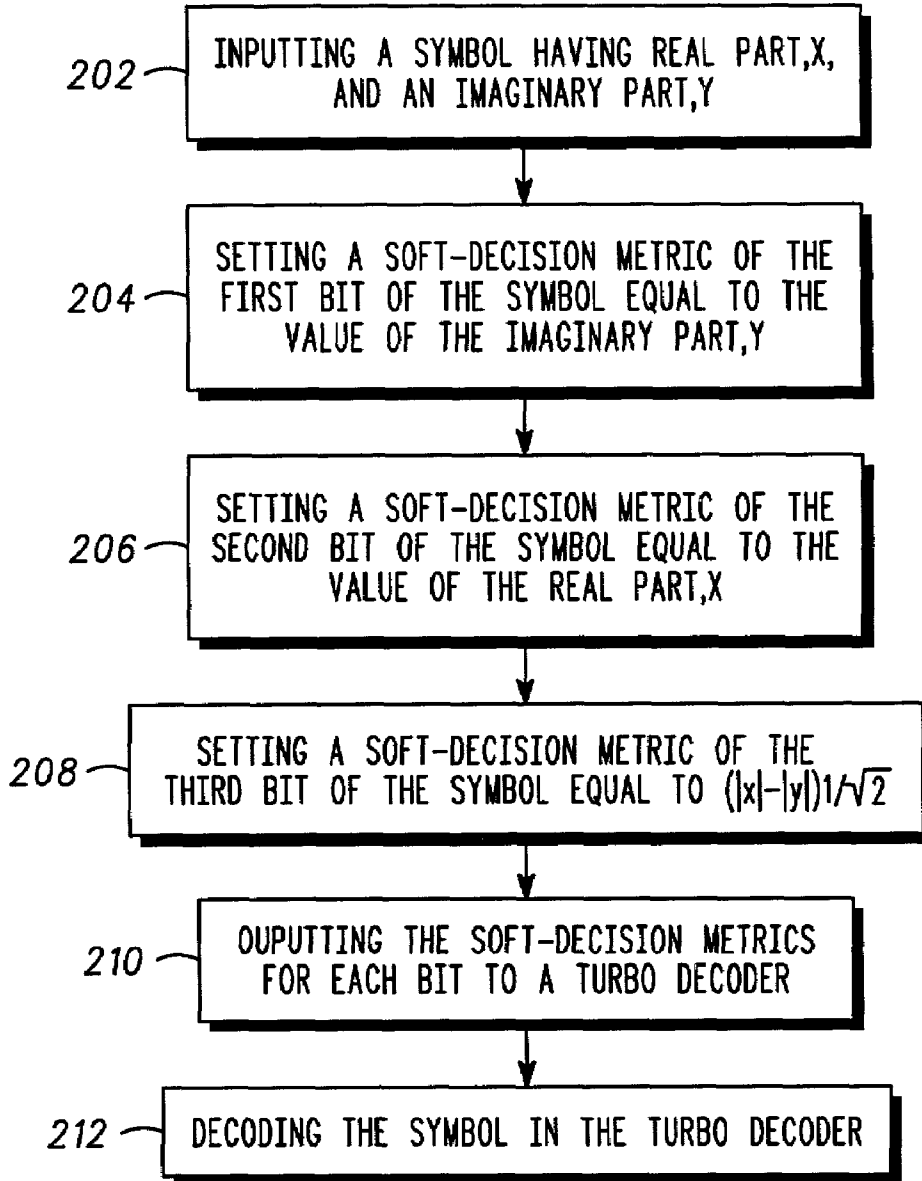 202
INPUTTING A SYMBOL HAVING REAL PART,X,
AND AN IMAGINARY PART,Y
204
SETTING A SOFT-DECISION METRIC OF THE
FIRST BIT OF THE SYMBOL EQUAL TO THE
VALUE OF THE IMAGINARY PART,Y
206
SETTING A SOFT-DECISION METRIC OF THE
SECOND BIT OF THE SYMBOL EQUAL TO THE
VALUE OF THE REAL PART,X
208
SETTING A SOFT-DECISION METRIC OF THE
THIRD BIT OF THE SYMBOL EQUAL TO (|x|-|y|)1/√2
210
OUPUTTING THE SOFT-DECISION METRICS
FOR EACH BIT TO A TURBO DECODER
212
DECODING THE SYMBOL IN THE TURBO DECODER